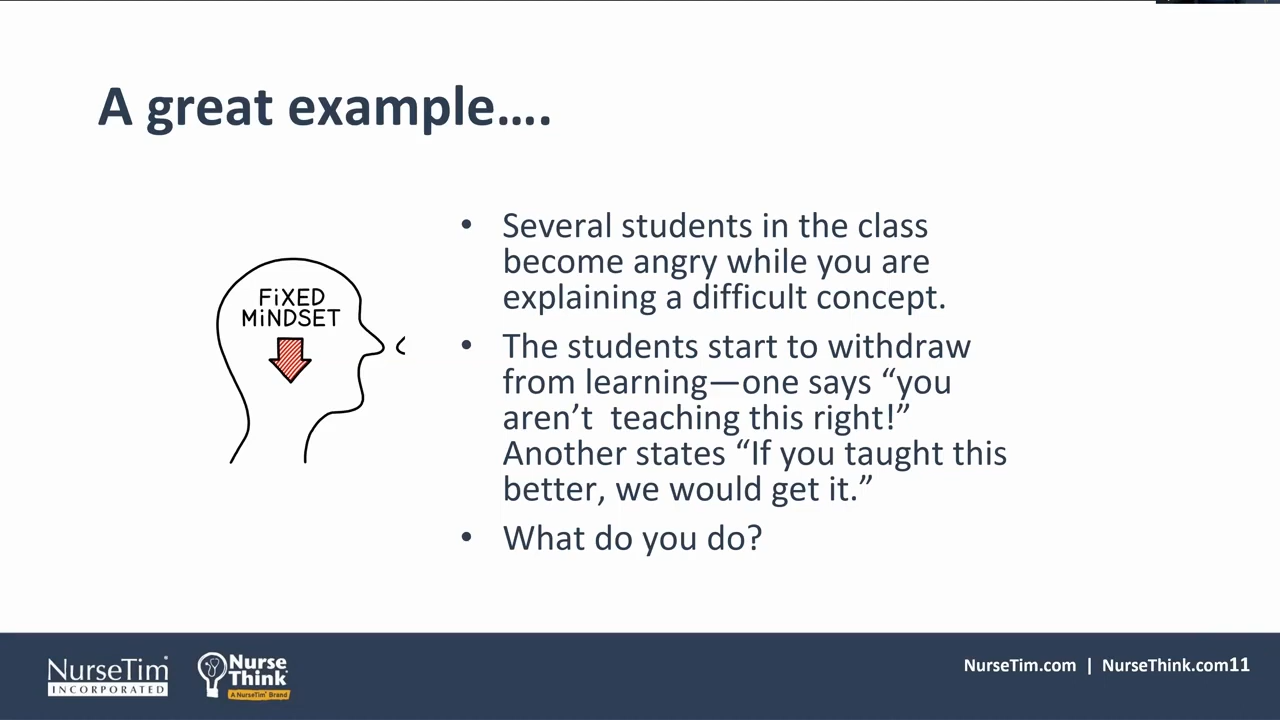 A great example….
FiXED
MiNDSET
• Several students in the class
become angry while you are
explaining a difficult concept.
• The students start to withdraw
from learning—one says “you
aren’t  teaching this right!”
Another states “If you taught this
better, we would get it.”
• What do you do?
NurseTim®
INCORPORATED
Nurse
Think®
A NurseTim® Brand
NurseTim.com | NurseThink.com11